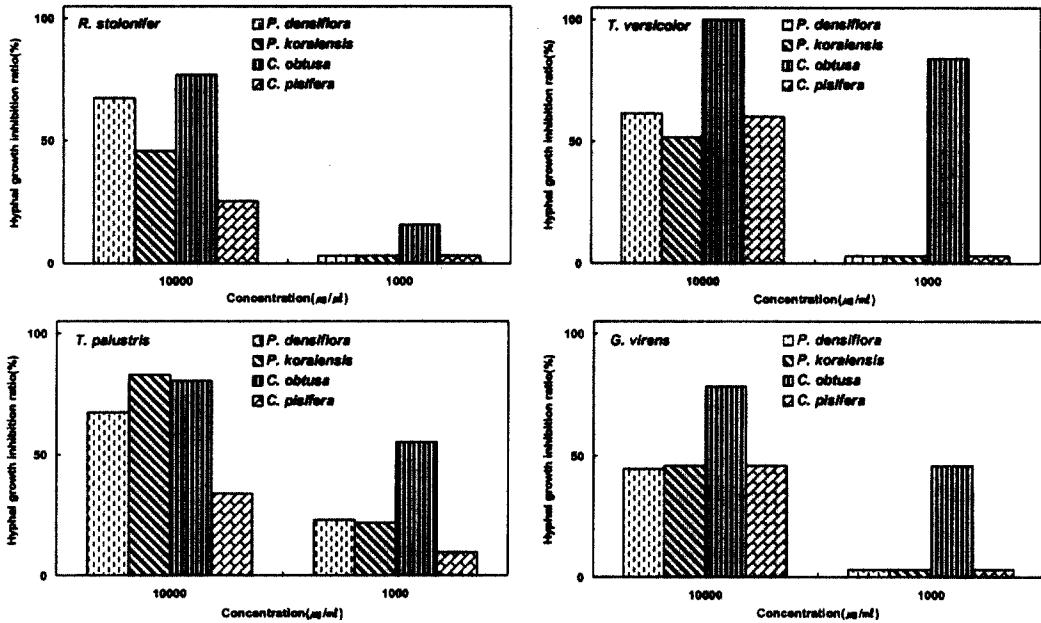 Hyphal growth inhibition ratio(%)
100
50
0
R. stolonifer
P. densiflora
P. koraiensis
C. obtusa
C. pisifera
10000
1000
Concentration(㎍/㎖)
Hyphal growth inhibition ratio(%)
100
50
0
T. versicolor
P. densiflora
P. koraiensis
C. obtusa
C. pisifera
10000
1000
Concentration(㎍/㎖)
Hyphal growth inhibition ratio(%)
100
50
0
T. palustris
P. densiflora
P. koraiensis
C. obtusa
C. pisifera
10000
1000
Concentration(㎍/㎖)
Hyphal growth inhibition ratio(%)
100
50
0
G. virens
P. densiflora
P. koraiensis
C. obtusa
C. pisifera
10000
1000
Concentration(㎍/㎖)